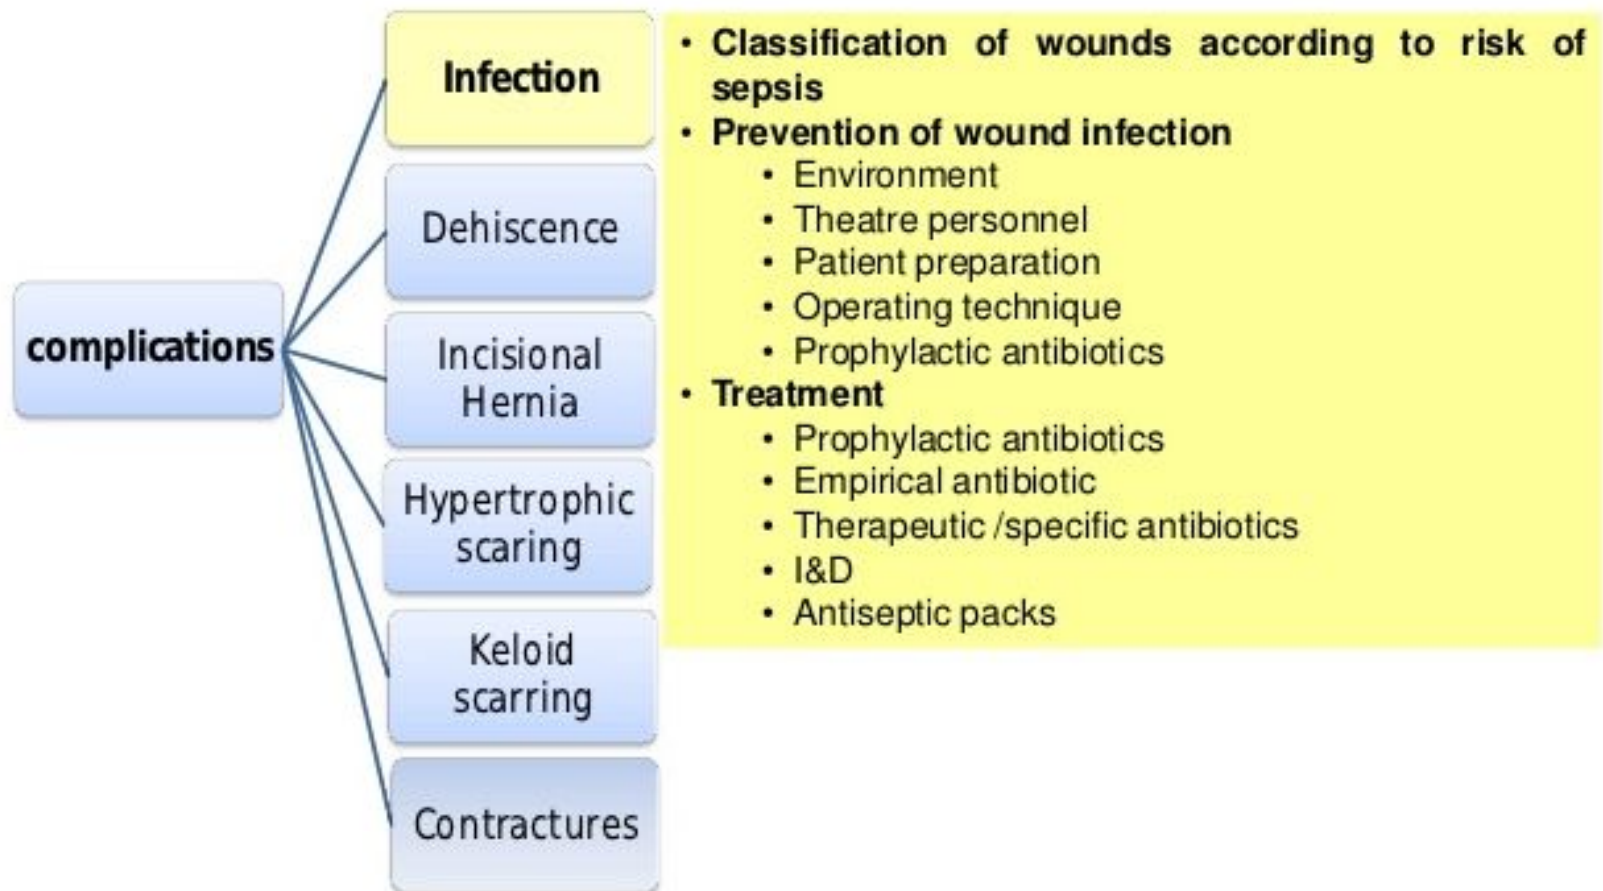 complications
Infection
Dehiscence
Incisional
Hernia
Hypertrophic
scaring
Keloid
scarring
Contractures
• Classification of wounds according to risk of
sepsis
• Prevention of wound infection
• Environment
• Theatre personnel
• Patient preparation
• Operating technique
• Prophylactic antibiotics
• Treatment
• Prophylactic antibiotics
• Empirical antibiotic
• Therapeutic /specific antibiotics
• I&D
• Antiseptic packs